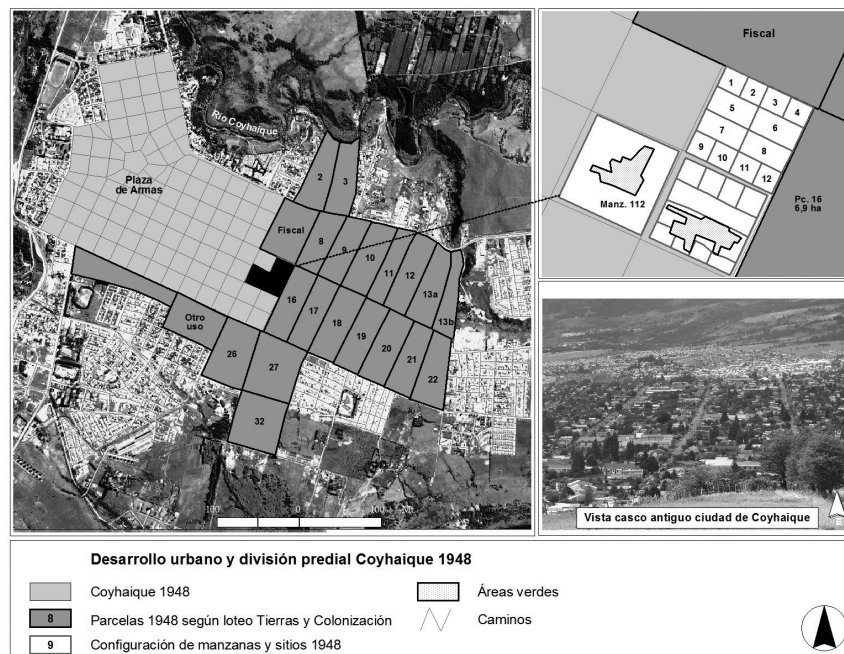 Río Coyhaique
Plaza
de Armas
2
3
Fiscal
8
9
10
11
12
13a
13b
Otro
uso
16
17
18
19
20
21
22
26
27
32
100
0
100
Fiscal
1
2
3
4
5
6
7
8
9
10
11
12
Manz. 112
Pc. 16
6,9 ha
Vista casco antiguo ciudad de Coyhaique
Desarrollo urbano y división predial Coyhaique 1948
Coyhaique 1948
Áreas verdes
8
Parcelas 1948 según loteo Tierras y Colonización
Caminos
9
Configuración de manzanas y sitios 1948